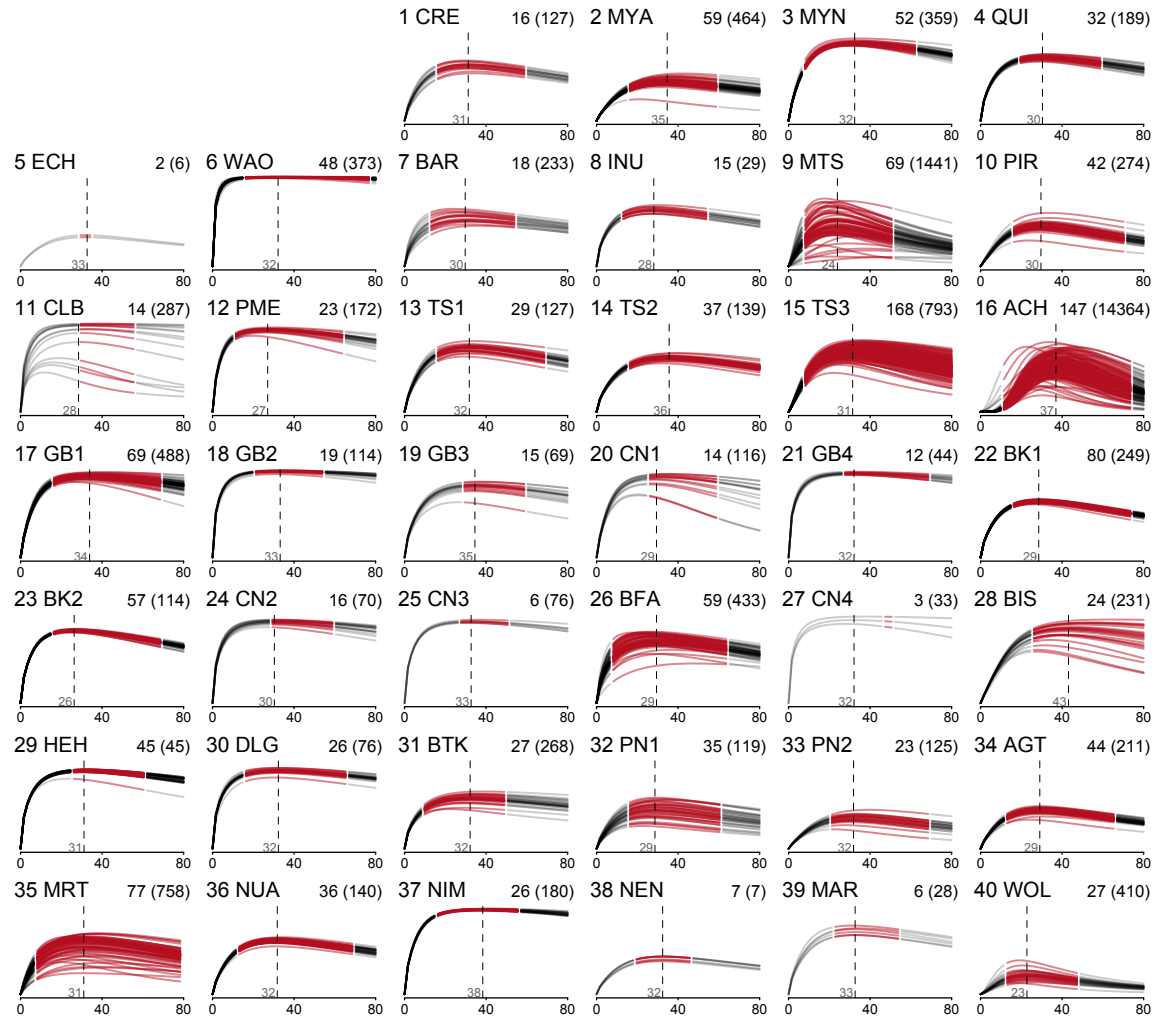 1 CRE 16 (127) 2 MYA 59 (464) 3 MYN 52 (359) 4 QUI 32 (189)
31 35 32 30
0 40 80 0 40 80 0 40 80 0 40 80
5 ECH 2 (6) 6 WAO 48 (373) 7 BAR 18 (233) 8 INU 15 (29) 9 MTS 69 (1441) 10 PIR 42 (274)
33 32 30 28 24 30
0 40 80 0 40 80 0 40 80 0 40 80 0 40 80 0 40 80
11 CLB 14 (287) 12 PME 23 (172) 13 TS1 29 (127) 14 TS2 37 (139) 15 TS3 168 (793) 16 ACH 147 (14364)
28 27 32 36 31 37
0 40 80 0 40 80 0 40 80 0 40 80 0 40 80 0 40 80
17 GB1 69 (488) 18 GB2 19 (114) 19 GB3 15 (69) 20 CN1 14 (116) 21 GB4 12 (44) 22 BK1 80 (249)
34 33 35 29 32 29
0 40 80 0 40 80 0 40 80 0 40 80 0 40 80 0 40 80
23 BK2 57 (114) 24 CN2 16 (70) 25 CN3 6 (76) 26 BFA 59 (433) 27 CN4 3 (33) 28 BIS 24 (231)
26 30 33 29 32 43
0 40 80 0 40 80 0 40 80 0 40 80 0 40 80 0 40 80
29 HEH 45 (45) 30 DLG 26 (76) 31 BTK 27 (268) 32 PN1 35 (119) 33 PN2 23 (125) 34 AGT 44 (211)
31 32 32 29 32 29
0 40 80 0 40 80 0 40 80 0 40 80 0 40 80 0 40 80
35 MRT 77 (758) 36 NUA 36 (140) 37 NIM 26 (180) 38 NEN 7 (7) 39 MAR 6 (28) 40 WOL 27 (410)
31 32 38 32 33 23
0 40 80 0 40 80 0 40 80 0 40 80 0 40 80 0 40 80